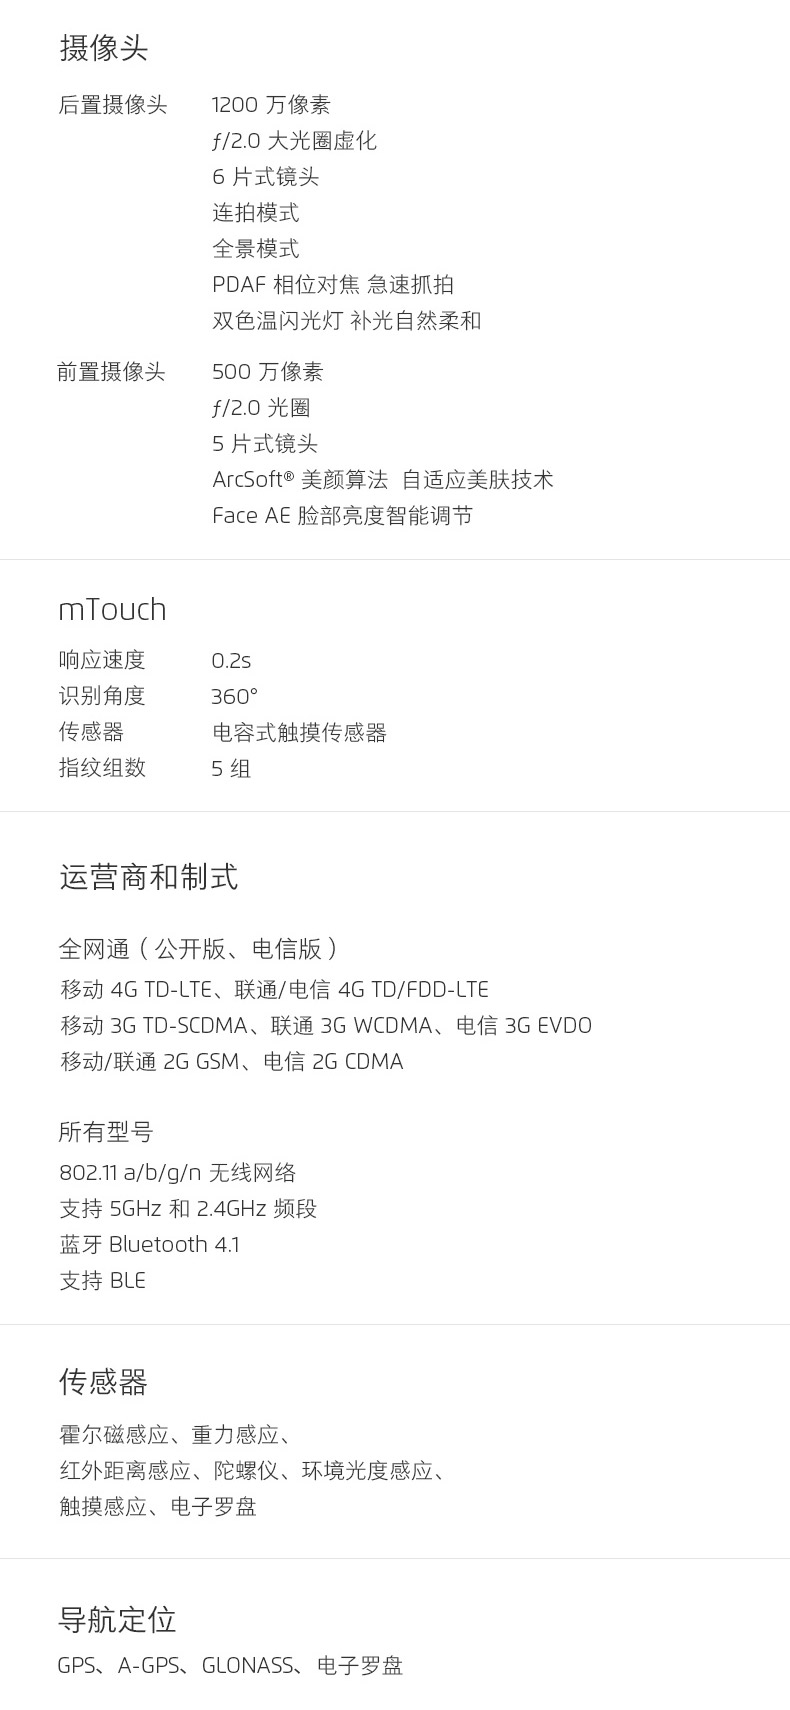 摄像头
后置摄像头 1200 万像素
ƒ/2.0 大光圈虚化
6 片式镜头
连拍模式
全景模式
PDAF 相位对焦 急速抓拍
双色温闪光灯 补光自然柔和
前置摄像头 500 万像素
ƒ/2.0 光圈
5 片式镜头
ArcSoft® 美颜算法 自适应美肤技术
Face AE 脸部亮度智能调节
mTouch
响应速度 0.2s
识别角度 360°
传感器 电容式触摸传感器
指纹组数 5 组
运营商和制式
全网通（公开版、电信版）
移动 4G TD-LTE、联通/电信 4G TD/FDD-LTE
移动 3G TD-SCDMA、联通 3G WCDMA、电信 3G EVDO
移动/联通 2G GSM、电信 2G CDMA
所有型号
802.11 a/b/g/n 无线网络
支持 5GHz 和 2.4GHz 频段
蓝牙 Bluetooth 4.1
支持 BLE
传感器
霍尔磁感应、重力感应、
红外距离感应、陀螺仪、环境光度感应、
触摸感应、电子罗盘
导航定位
GPS、A-GPS、GLONASS、电子罗盘